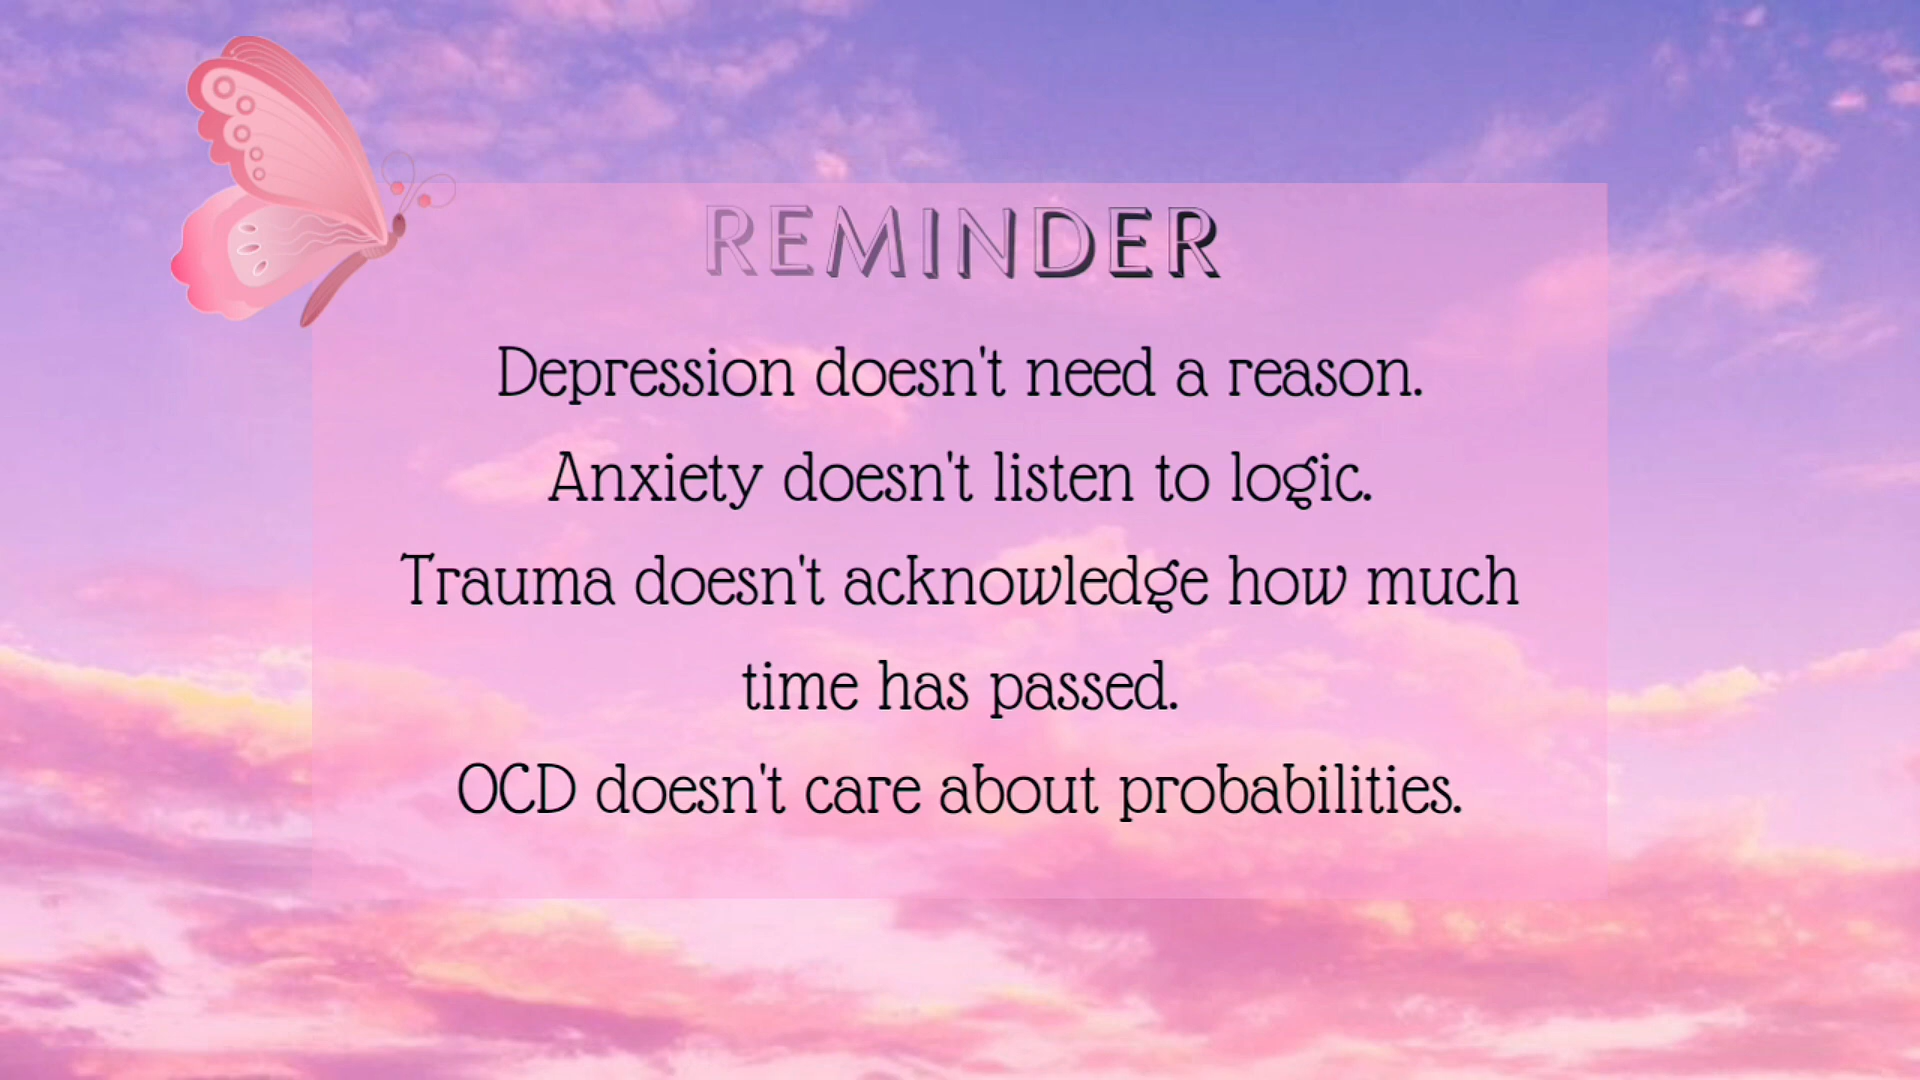 REMINDER
Depression doesn't need a reason.
Anxiety doesn't listen to logic.
Trauma doesn't acknowledge how much
time has passed.
OCD doesn't care about probabilities.